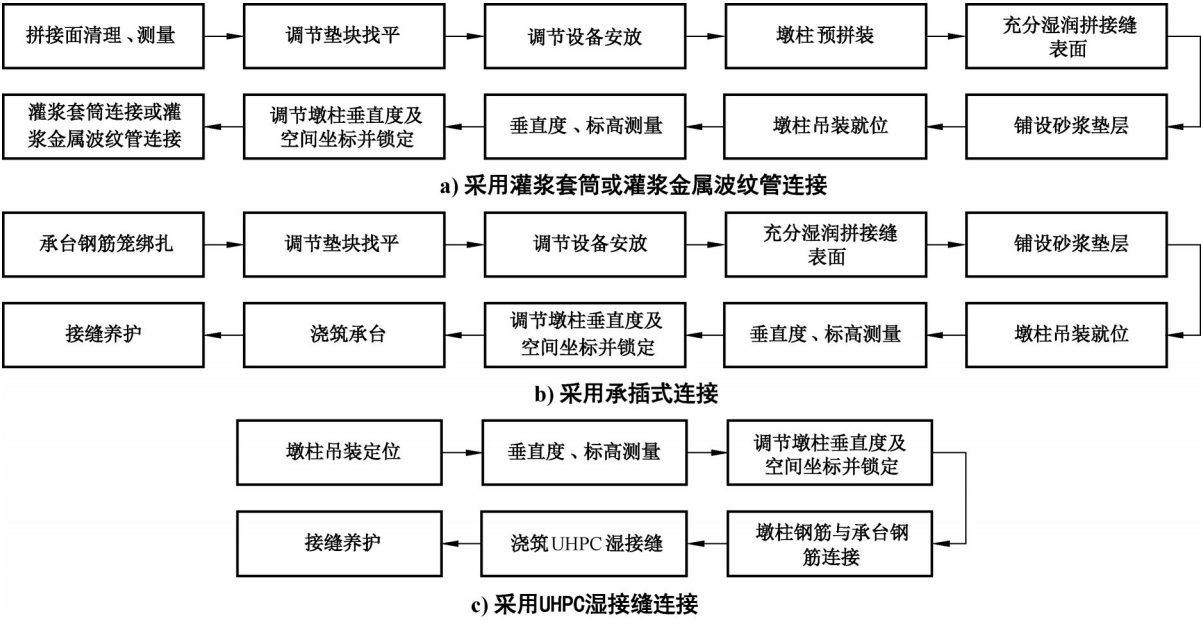 拼接面清理、测量
调节垫块找平
调节设备安放
墩柱预拼装
充分湿润拼接缝
表面
铺设砂浆垫层
墩柱吊装就位
垂直度、标高测量
调节墩柱垂直度及
空间坐标并锁定
灌浆套筒连接或灌
浆金属波纹管连接
a) 采用灌浆套筒或灌浆金属波纹管连接
承台钢筋笼绑扎
调节垫块找平
调节设备安放
充分湿润拼接缝
表面
铺设砂浆垫层
墩柱吊装就位
垂直度、标高测量
调节墩柱垂直度及
空间坐标并锁定
浇筑承台
接缝养护
b) 采用承插式连接
墩柱吊装定位
垂直度、标高测量
调节墩柱垂直度及
空间坐标并锁定
墩柱钢筋与承台钢
筋连接
浇筑UHPC湿接缝
接缝养护
c) 采用UHPC湿接缝连接